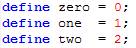 define zero  = 0;
define one   = 1;
define two   = 2;